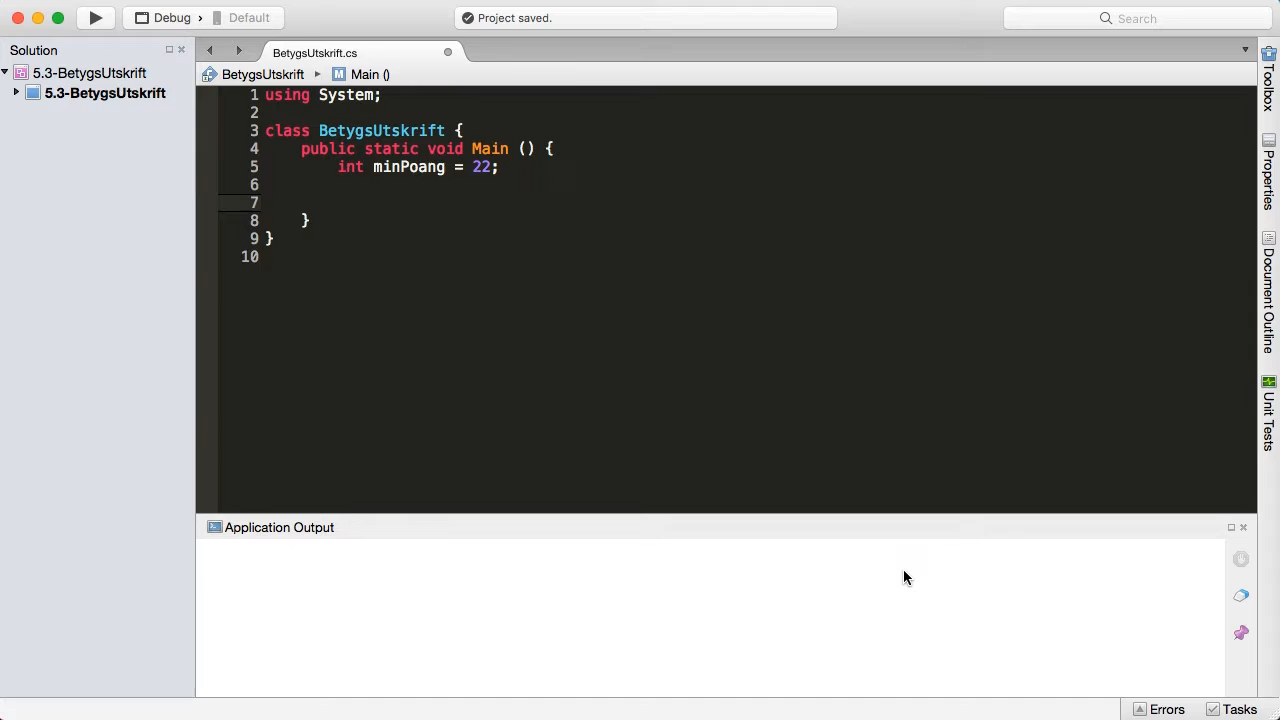 Debug > Default
Project saved.
Search
Solution
BetygsUtskrift.cs
5.3-BetygsUtskrift
5.3-BetygsUtskrift
BetygsUtskrift ▸ M Main ()
1 using System;
2
3 class BetygsUtskrift {
4 public static void Main () {
5 int minPoang = 22;
6
7
8 }
9 }
10
Toolbox
Properties
Document Outline
Unit Tests
Application Output
Errors
Tasks